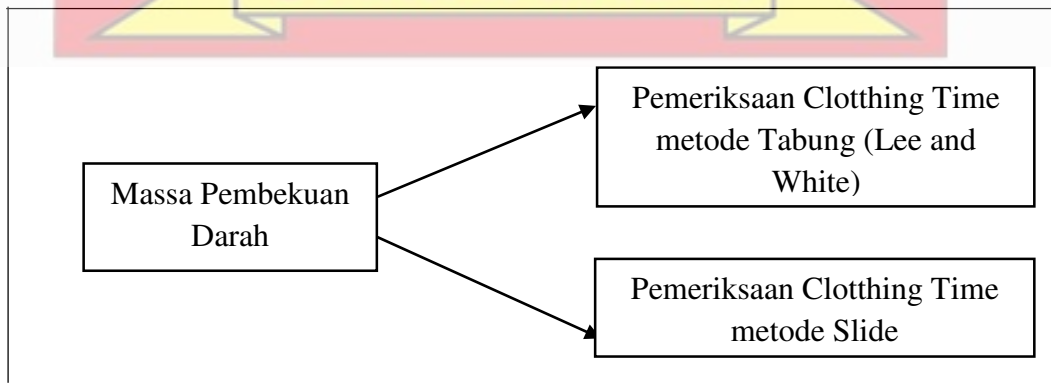 Pemeriksaan Clotthing Time
metode Tabung (Lee and
White)
Massa Pembekuan
Darah
Pemeriksaan Clotthing Time
metode Slide